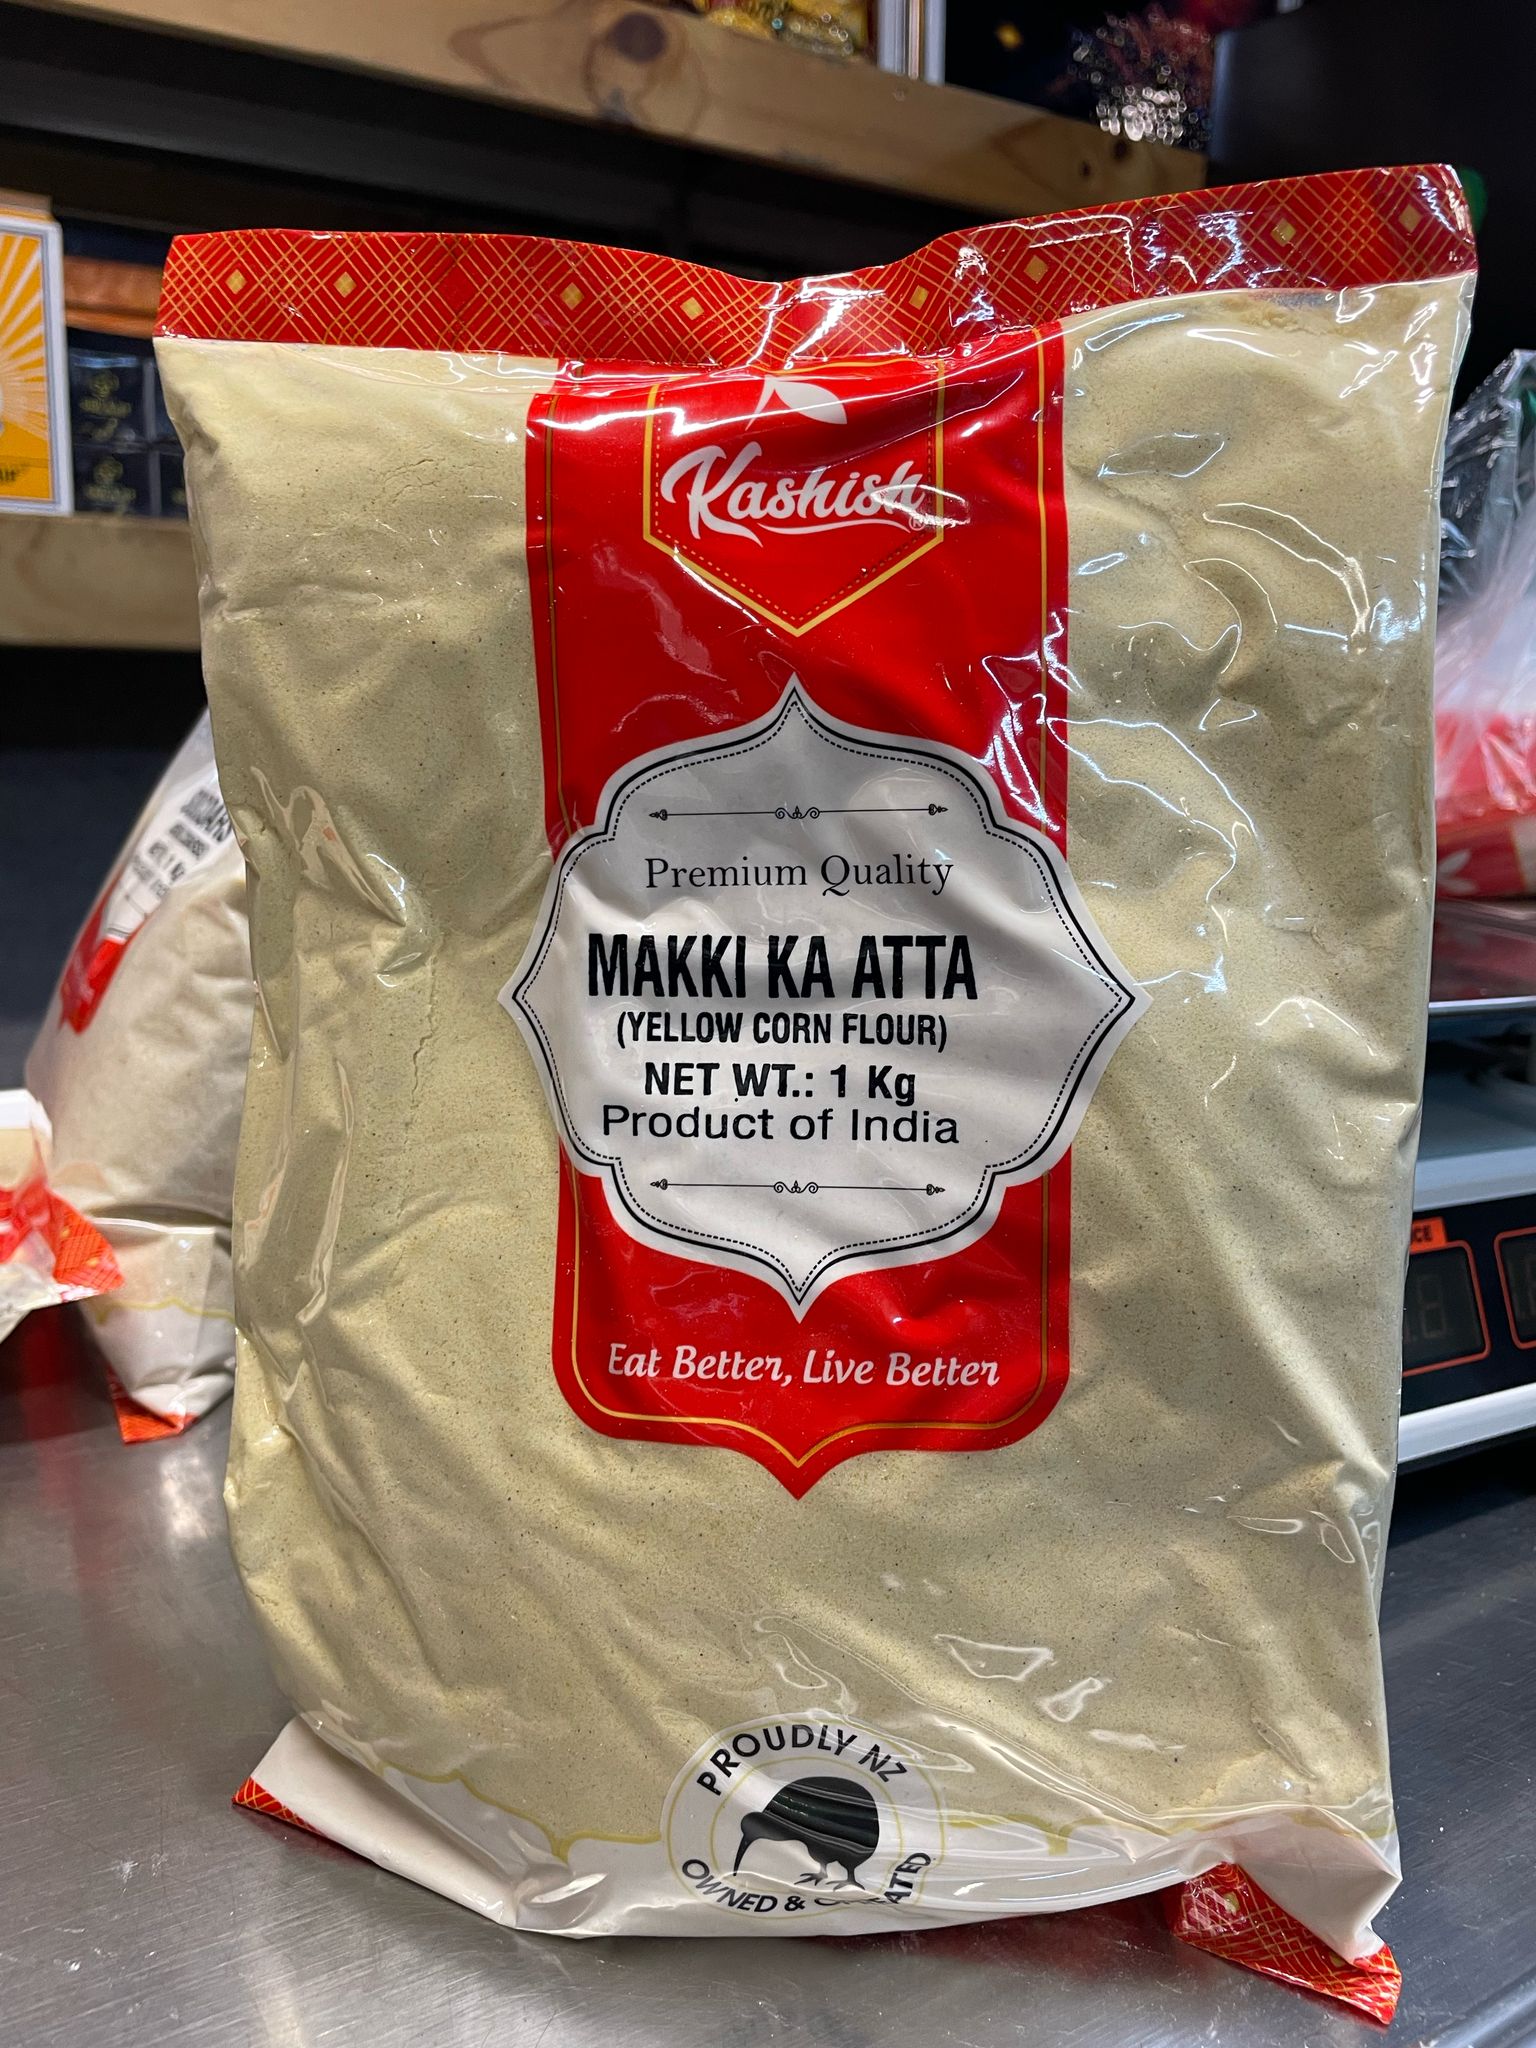 Kashish®
Premium Quality
MAKKI KA ATTA
(YELLOW CORN FLOUR)
NET WT.: 1 Kg
Product of India
Eat Better, Live Better
PROUDLY NZ
OWNED &